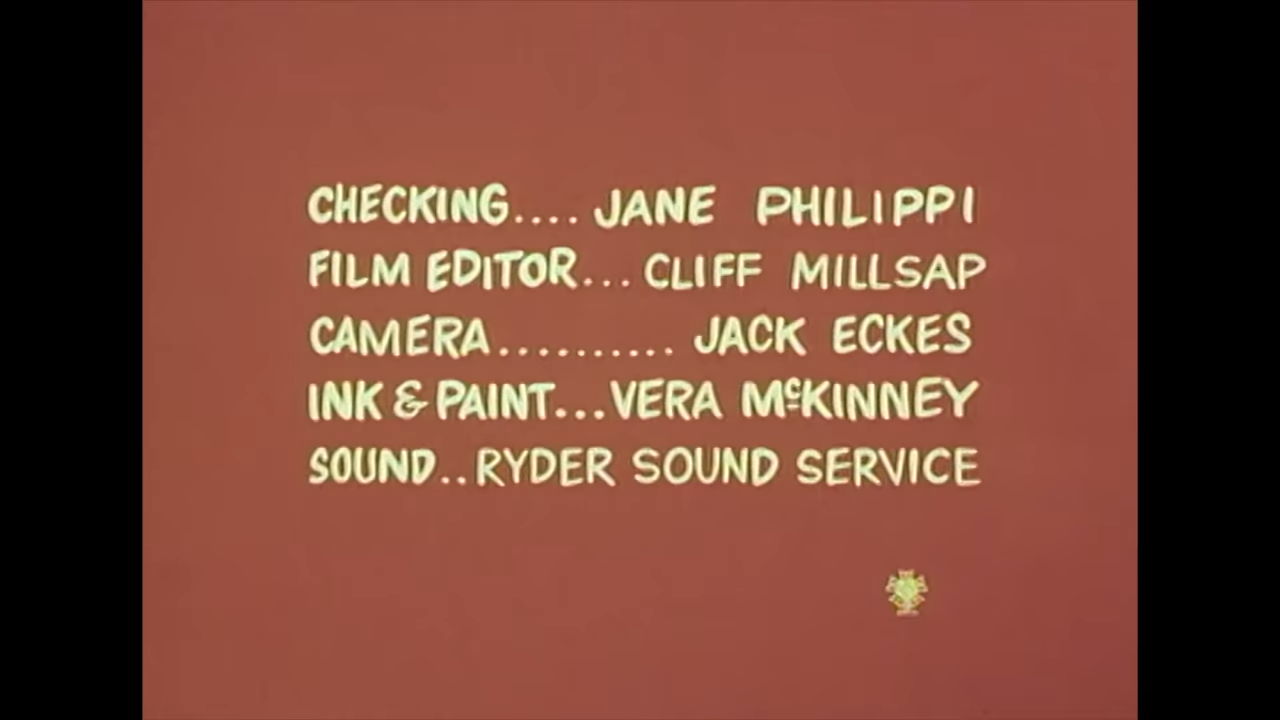 CHECKING.... JANE PHILIPPI
FILM EDITOR... CLIFF MILLSAP
CAMERA.......... JACK ECKES
INK & PAINT...VERA McKINNEY
SOUND..RYDER SOUND SERVICE